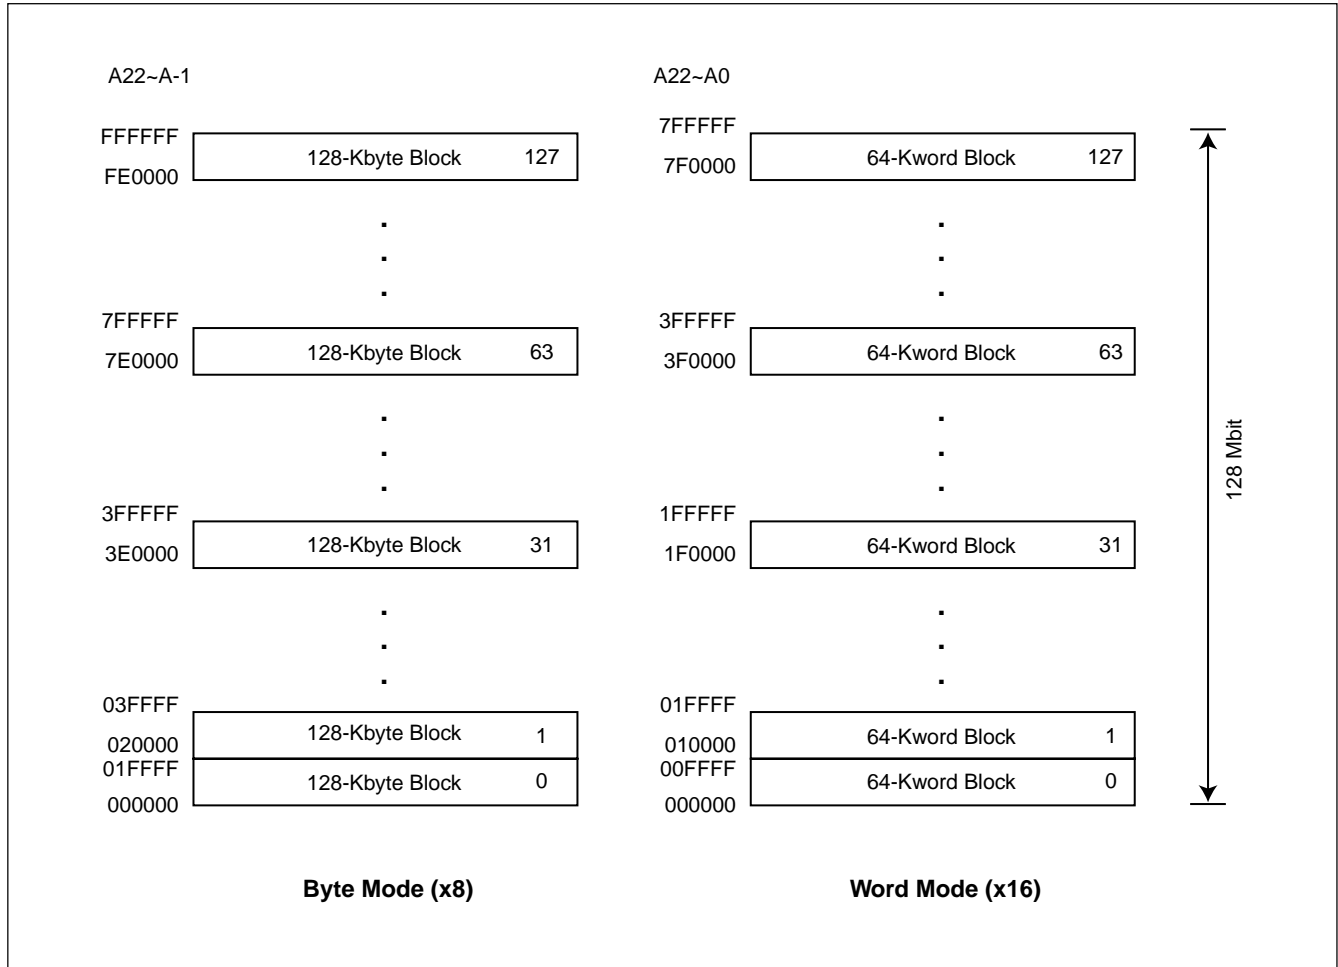 A22~A-1
FFFFFF
128-Kbyte Block 127
FE0000
7FFFFF
128-Kbyte Block 63
7E0000
3FFFFF
128-Kbyte Block 31
3E0000
03FFFF
128-Kbyte Block 1
020000
01FFFF
128-Kbyte Block 0
000000
Byte Mode (x8)
A22~A0
7FFFFF
64-Kword Block 127
7F0000
3FFFFF
64-Kword Block 63
3F0000
1FFFFF
64-Kword Block 31
1F0000
01FFFF
64-Kword Block 1
010000
00FFFF
64-Kword Block 0
000000
Word Mode (x16)
128 Mbit